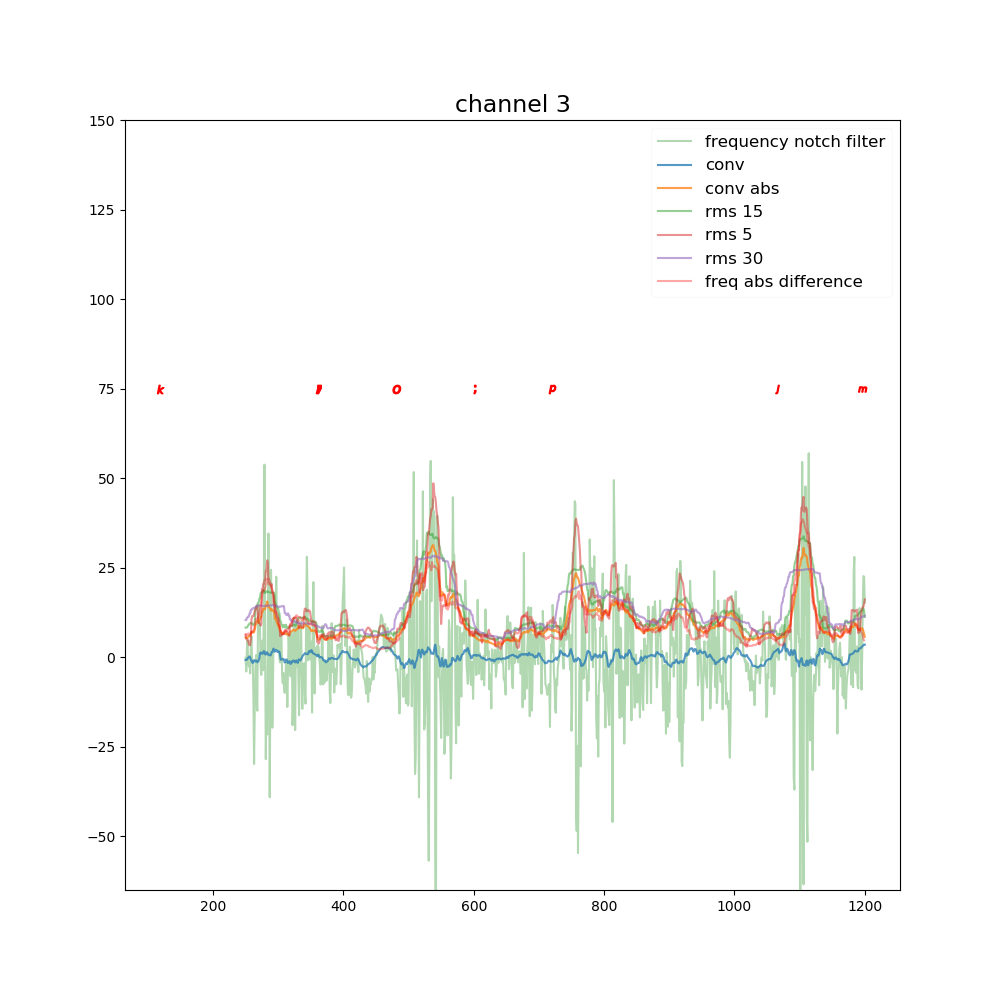 channel 3
150
125
100
75
50
25
0
−25
−50
200 400 600 800 1000 1200
frequency notch filter
conv
conv abs
rms 15
rms 5
rms 30
freq abs difference
k O ; p j m